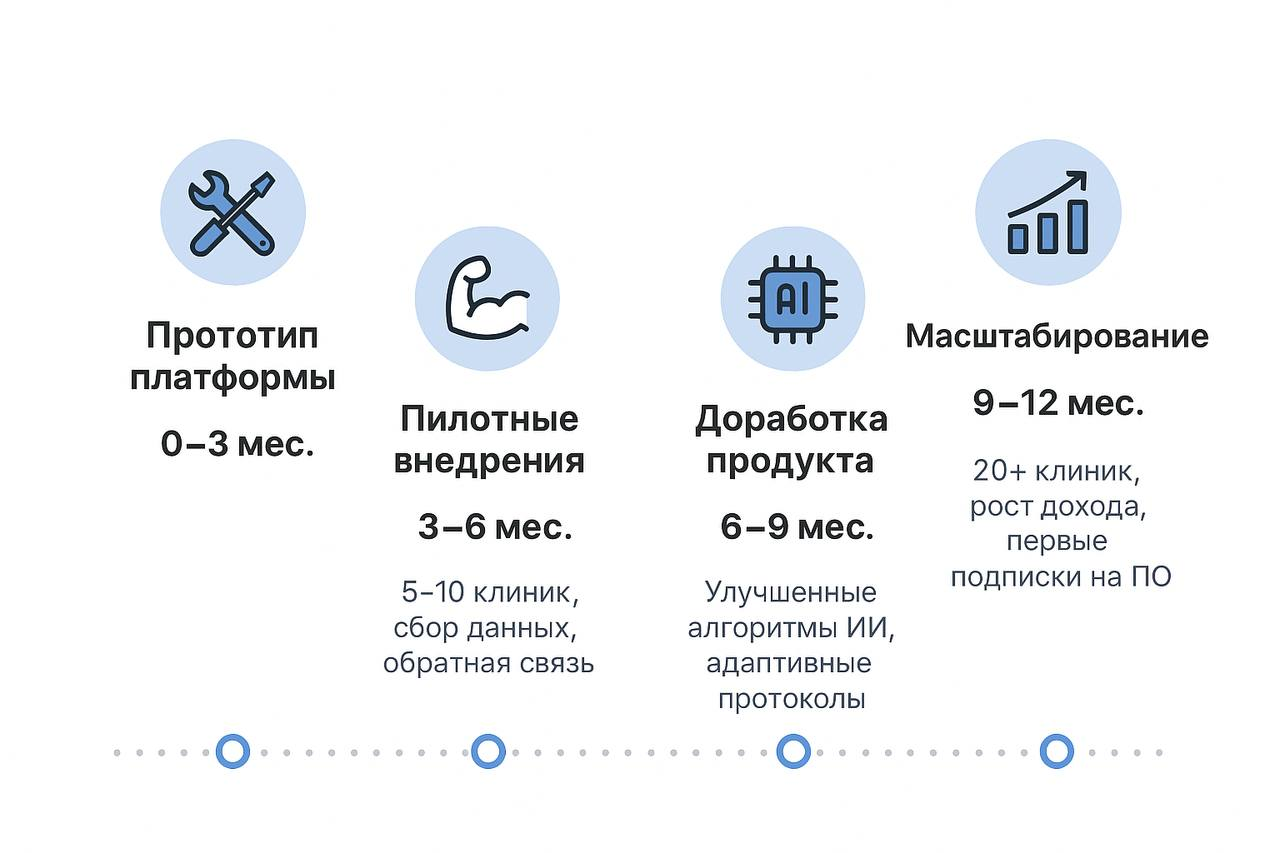 Прототип
платформы
0–3 мес.
Пилотные
внедрения
3–6 мес.
5–10 клиник,
сбор данных,
обратная связь
AI
Доработка
продукта
6–9 мес.
Улучшенные
алгоритмы ИИ,
адаптивные
протоколы
Масштабирование
9–12 мес.
20+ клиник,
рост дохода,
первые
подписки на ПО